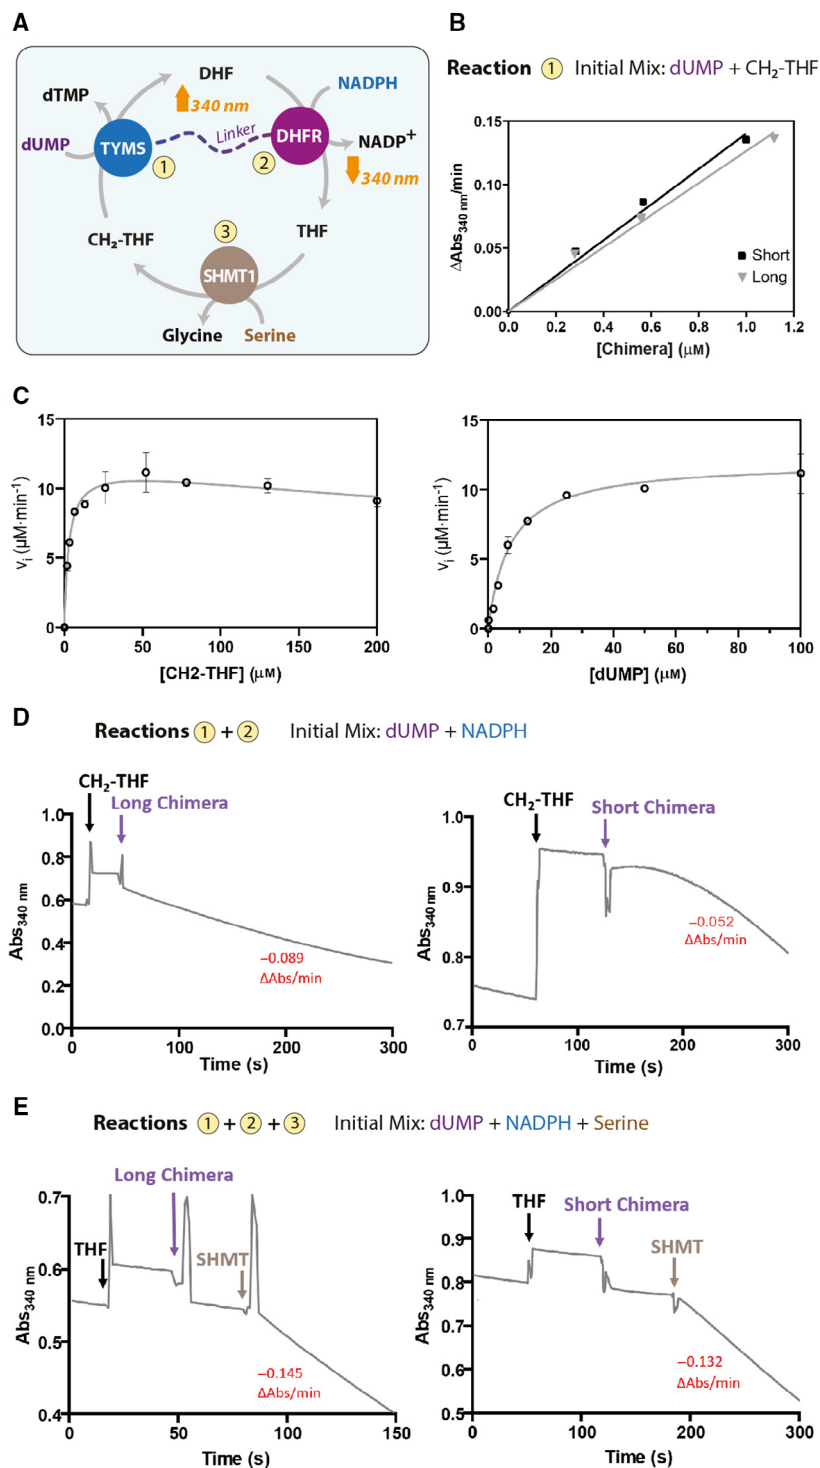 A
DHF
NADPH
dTMP
340 nm
Linker
dUMP
TYMS
DHFR
NADP+
1
2
340 nm
3
CH₂-THF
THF
SHMT1
Glycine
Serine
B
Reaction 1 Initial Mix: dUMP + CH₂-THF
0.15
0.10
0.05
0.00
ΔAbs340 nm/min
Short
Long
0.0 0.2 0.4 0.6 0.8 1.0 1.2
[Chimera] (μM)
C
15
10
5
0
vi (μM·min-1)
0 50 100 150 200
[CH2-THF] (μM)
15
10
5
0
vi (μM·min-1)
0 20 40 60 80 100
[dUMP] (μM)
D
Reactions 1 + 2 Initial Mix: dUMP + NADPH
CH₂-THF
Long Chimera
1.0
0.8
0.6
0.4
0.2
0.0
Abs340 nm
−0.089
ΔAbs/min
0 100 200 300
Time (s)
CH₂-THF
Short Chimera
1.0
0.9
0.8
0.7
Abs340 nm
−0.052
ΔAbs/min
0 100 200 300
Time (s)
E
Reactions 1 + 2 + 3 Initial Mix: dUMP + NADPH + Serine
Long Chimera
THF
SHMT
0.7
0.6
0.5
0.4
Abs340 nm
−0.145
ΔAbs/min
0 50 100 150
Time (s)
THF
Short Chimera
SHMT
1.0
0.9
0.8
0.7
0.6
0.5
Abs340 nm
−0.132
ΔAbs/min
0 100 200 300
Time (s)